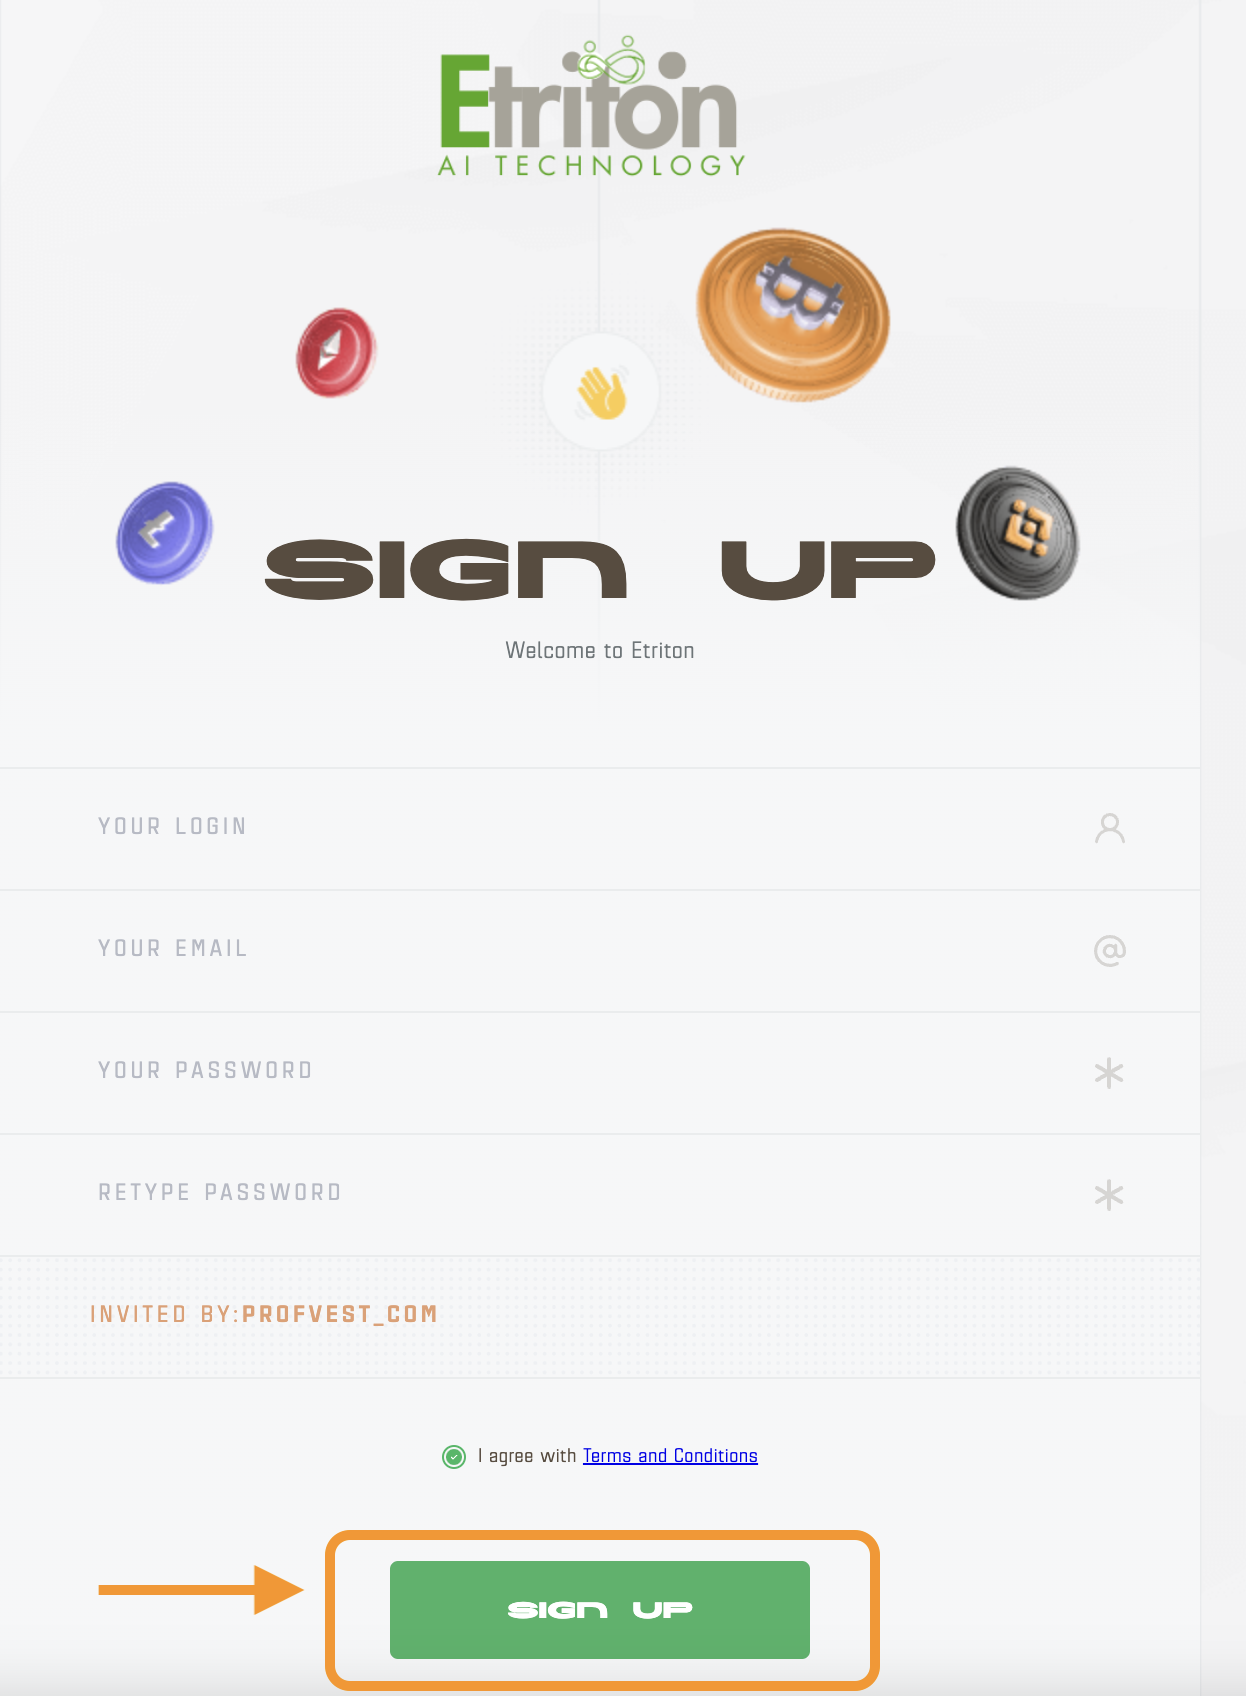 Etriton
AI TECHNOLOGY
SIGN UP
Welcome to Etriton
YOUR LOGIN
YOUR EMAIL
@
YOUR PASSWORD
*
RETYPE PASSWORD
*
INVITED BY:PROFVEST_COM
I agree with Terms and Conditions
SIGN UP